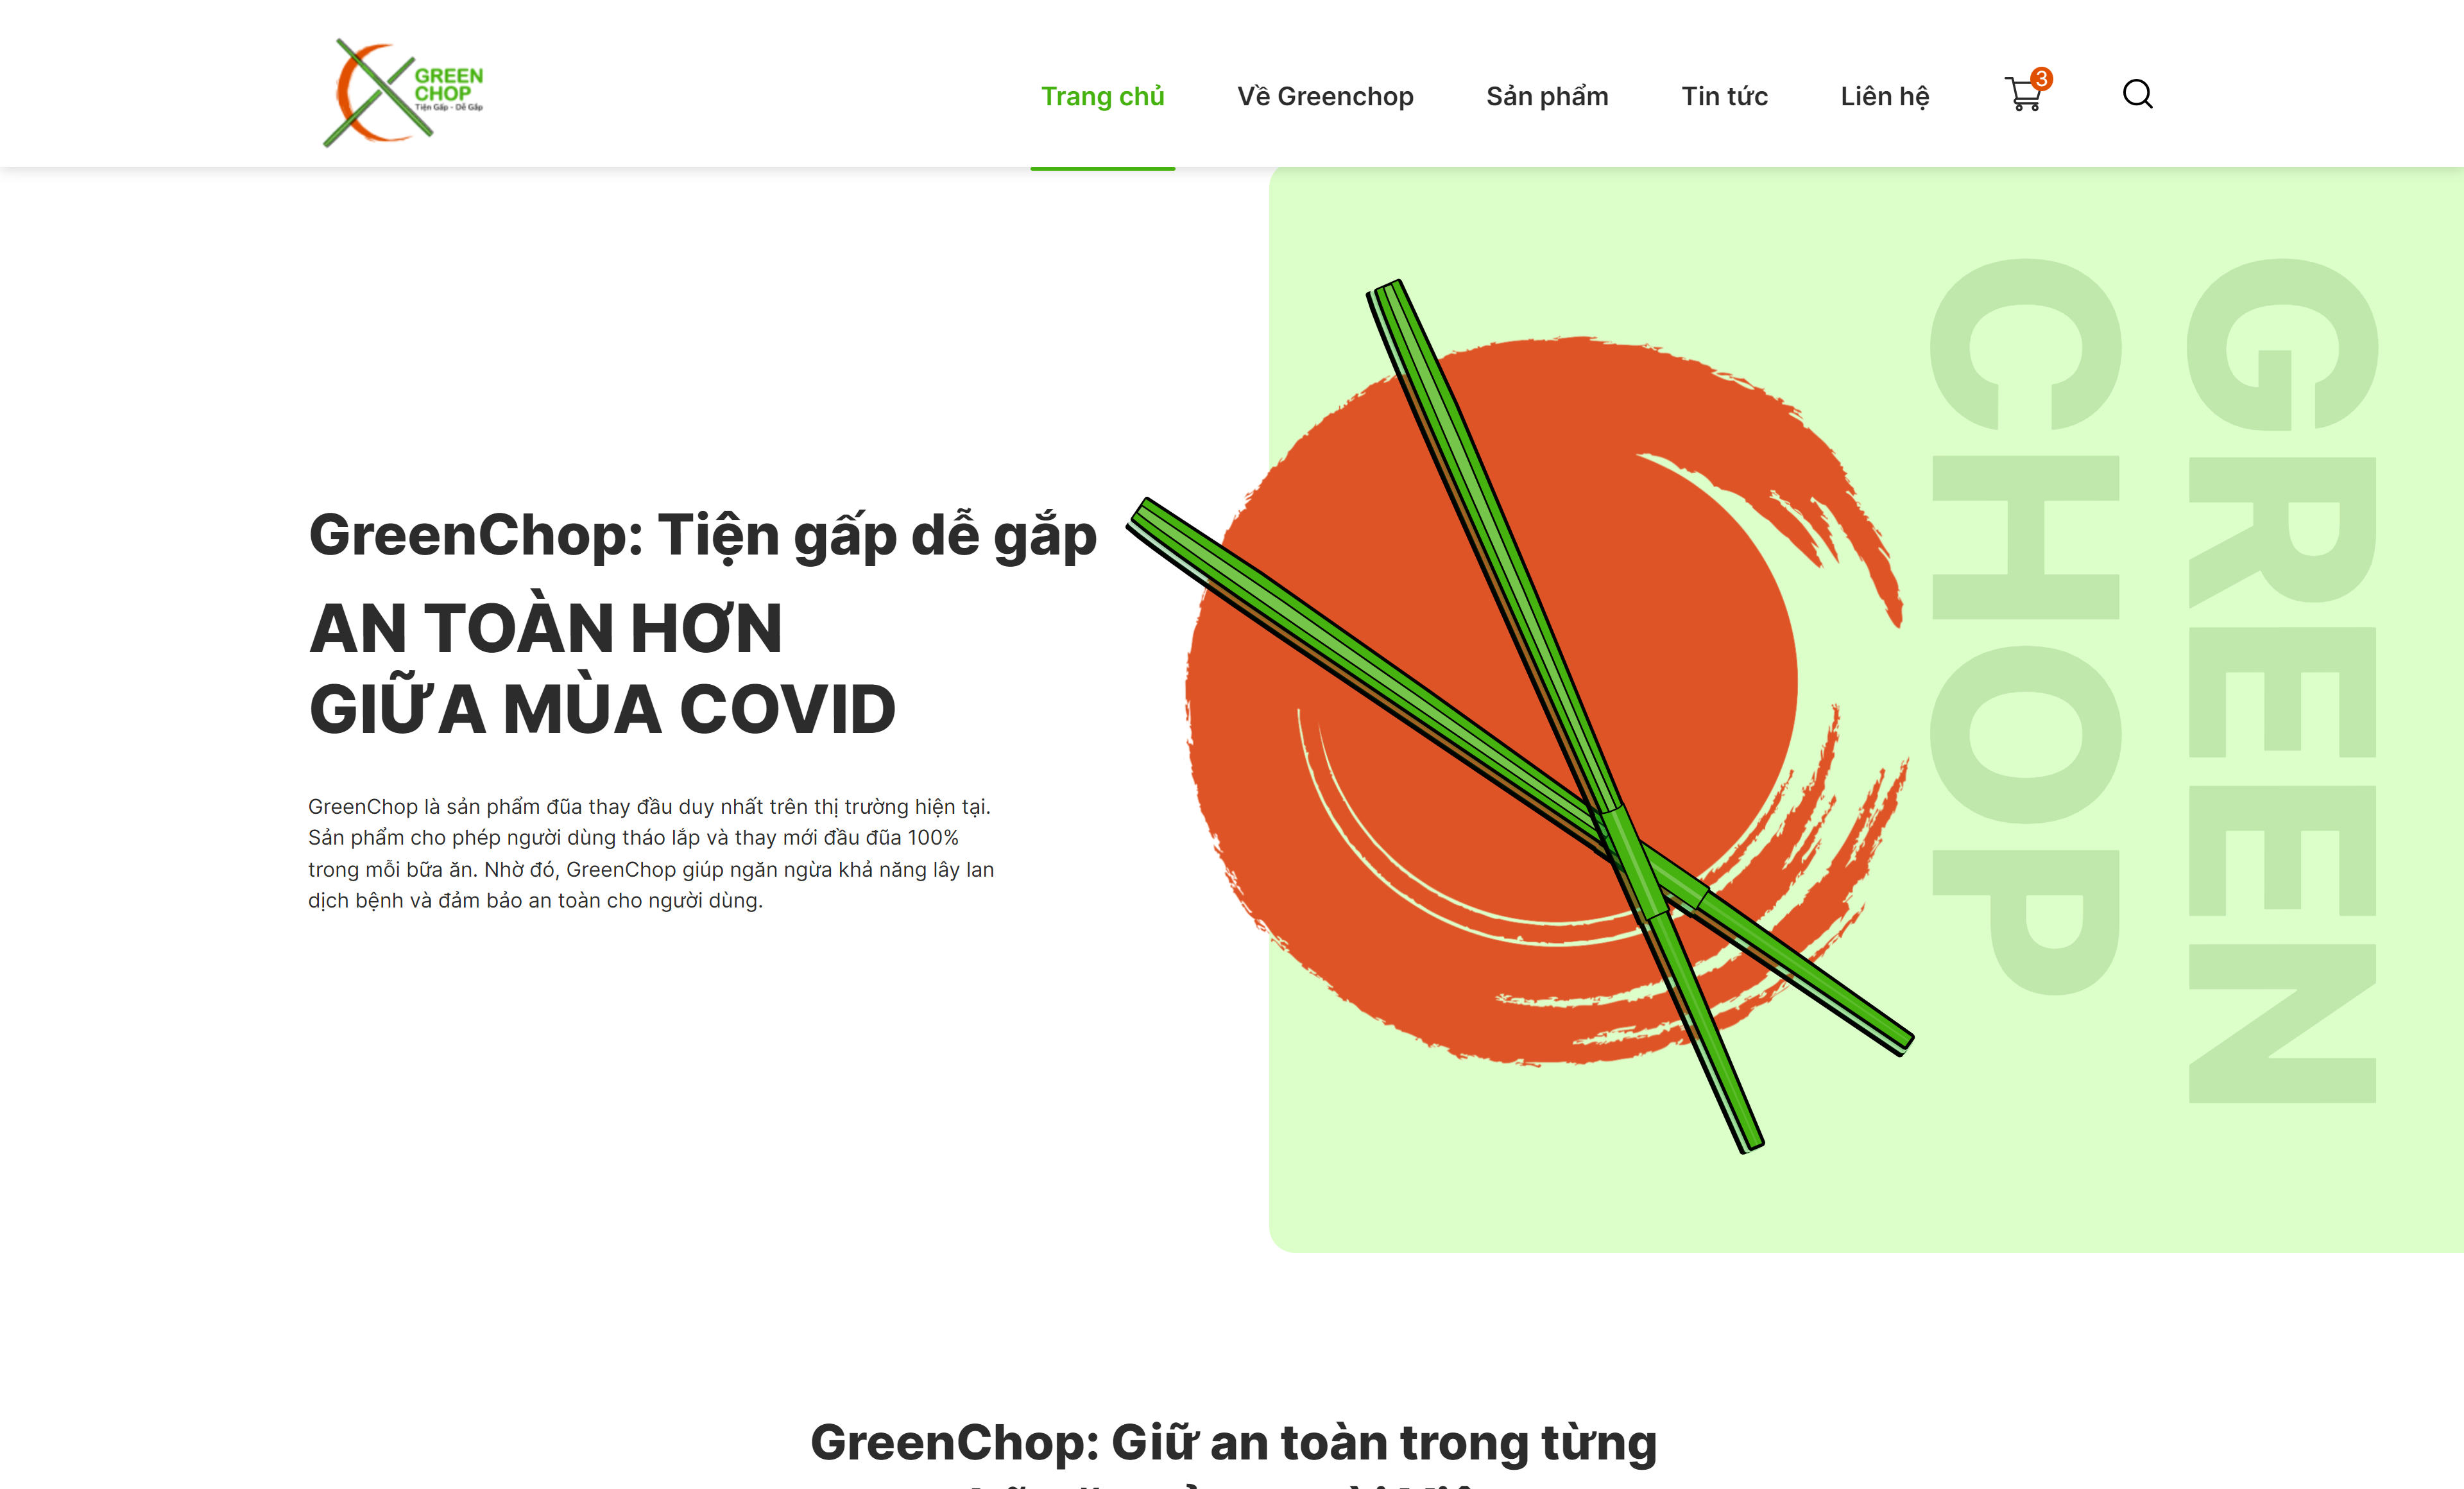 GREEN
CHOP
Tiện Gấp - Dễ Gắp
Trang chủ
Về Greenchop
Sản phẩm
Tin tức
Liên hệ
3
GreenChop: Tiện gấp dễ gắp
AN TOÀN HƠN
GIỮA MÙA COVID
GreenChop là sản phẩm đũa thay đầu duy nhất trên thị trường hiện tại.
Sản phẩm cho phép người dùng tháo lắp và thay mới đầu đũa 100%
trong mỗi bữa ăn. Nhờ đó, GreenChop giúp ngăn ngừa khả năng lây lan
dịch bệnh và đảm bảo an toàn cho người dùng.
GREEN
CHOP
GreenChop: Giữ an toàn trong từng